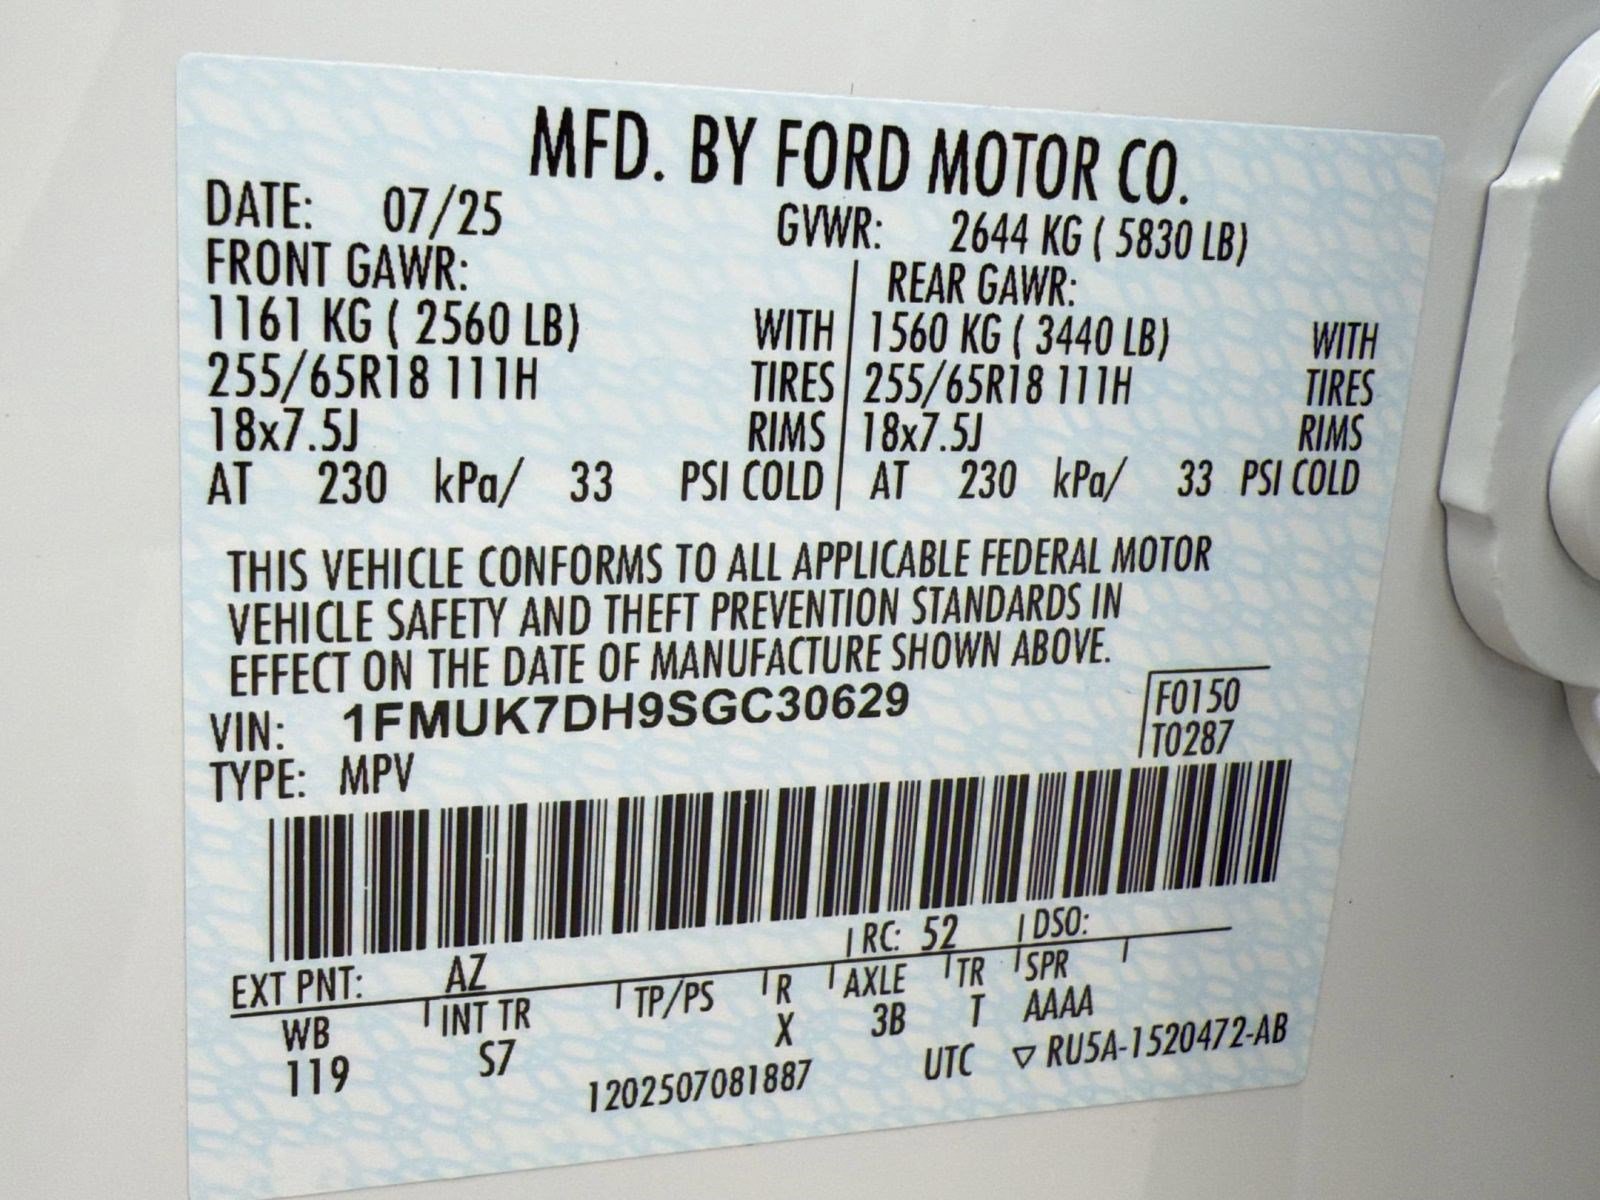 MFD. BY FORD MOTOR CO.
DATE: 07/25 GVWR: 2644 KG ( 5830 LB)
FRONT GAWR: REAR GAWR:
1161 KG ( 2560 LB) WITH 1560 KG ( 3440 LB) WITH
255/65R18 111H TIRES 255/65R18 111H TIRES
18x7.5J RIMS 18x7.5J RIMS
AT 230 kPa/ 33 PSI COLD AT 230 kPa/ 33 PSI COLD
THIS VEHICLE CONFORMS TO ALL APPLICABLE FEDERAL MOTOR
VEHICLE SAFETY AND THEFT PREVENTION STANDARDS IN
EFFECT ON THE DATE OF MANUFACTURE SHOWN ABOVE.
VIN: 1FMUK7DH9SGC30629 F0150
TYPE: MPV T0287
EXT PNT: AZ RC: 52 DSO:
WB INT TR TP/PS R AXLE TR SPR
119 S7 X 3B T AAAA
1202507081887 UTC ▽ RU5A-1520472-AB